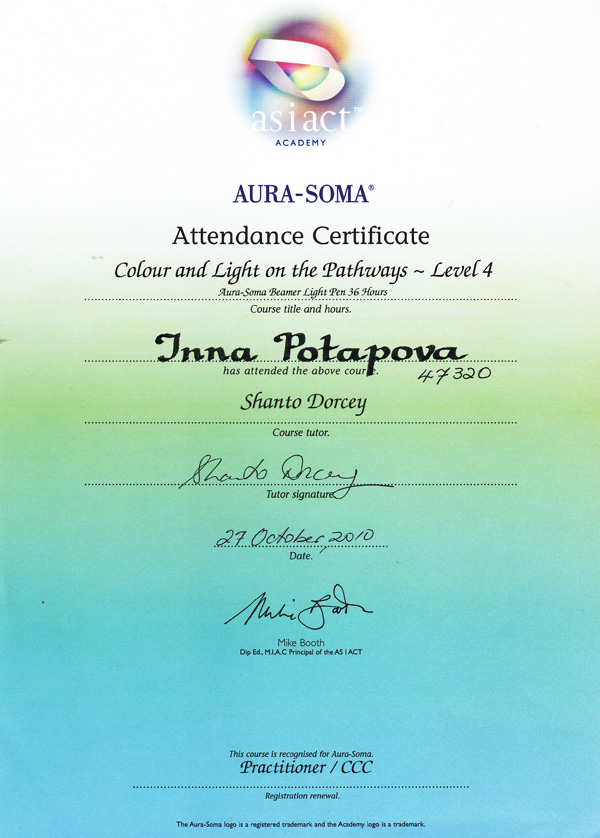 as i act™
ACADEMY
AURA-SOMA®
Attendance Certificate
Colour and Light on the Pathways ~ Level 4
Aura-Soma Beamer Light Pen 36 Hours
Course title and hours.
Inna Potapova
has attended the above course.
47320
Shanto Dorcey
Course tutor.
Shanto Dorcey
Tutor signature
27 October, 2010
Date.
Mike Booth
Mike Booth
Dip Ed., M.I.A.C Principal of the AS I ACT
This course is recognised for Aura-Soma.
Practitioner / CCC
Registration renewal.
The Aura-Soma logo is a registered trademark and the Academy logo is a trademark.